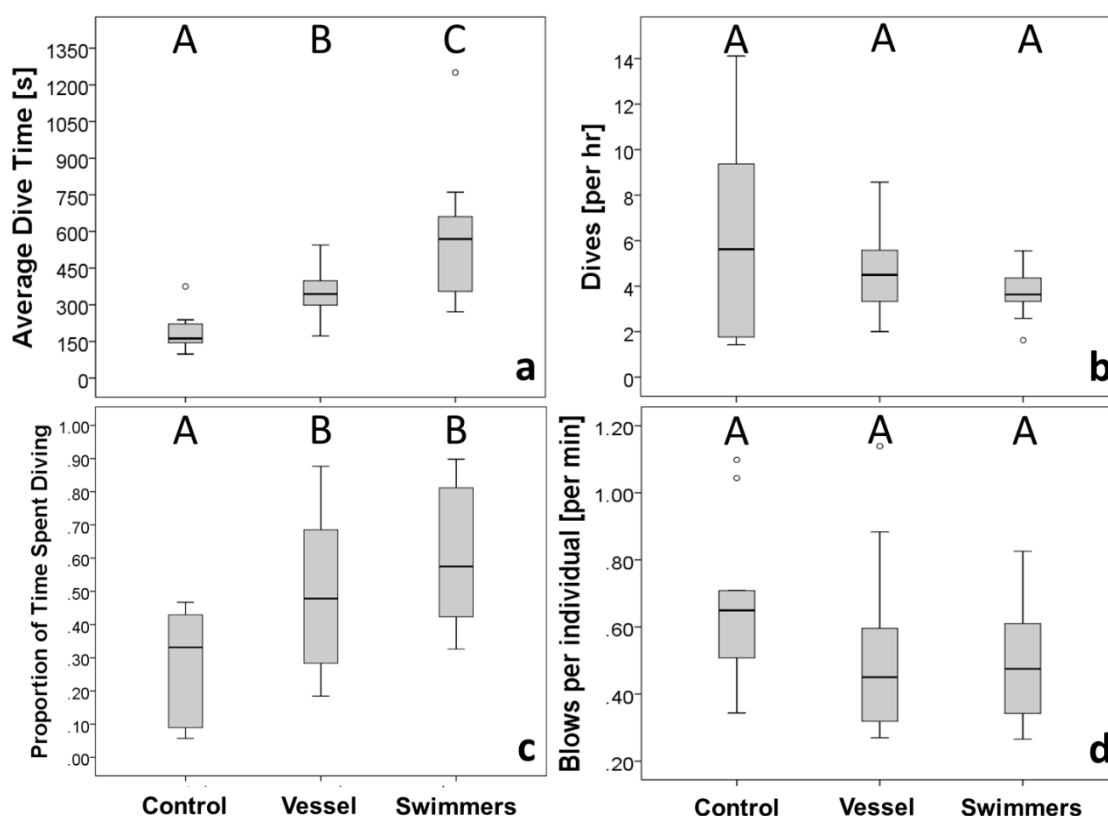 A B C
Average Dive Time [s]
1350
1200
1050
900
750
600
450
300
150
0
a
A A A
Dives [per hr]
14
12
10
8
6
4
2
0
b
A B B
Proportion of Time Spent Diving
1.00
.90
.80
.70
.60
.50
.40
.30
.20
.10
.00
c
A A A
Blows per individual [per min]
1.20
1.00
.80
.60
.40
.20
d
Control Vessel Swimmers
Control Vessel Swimmers